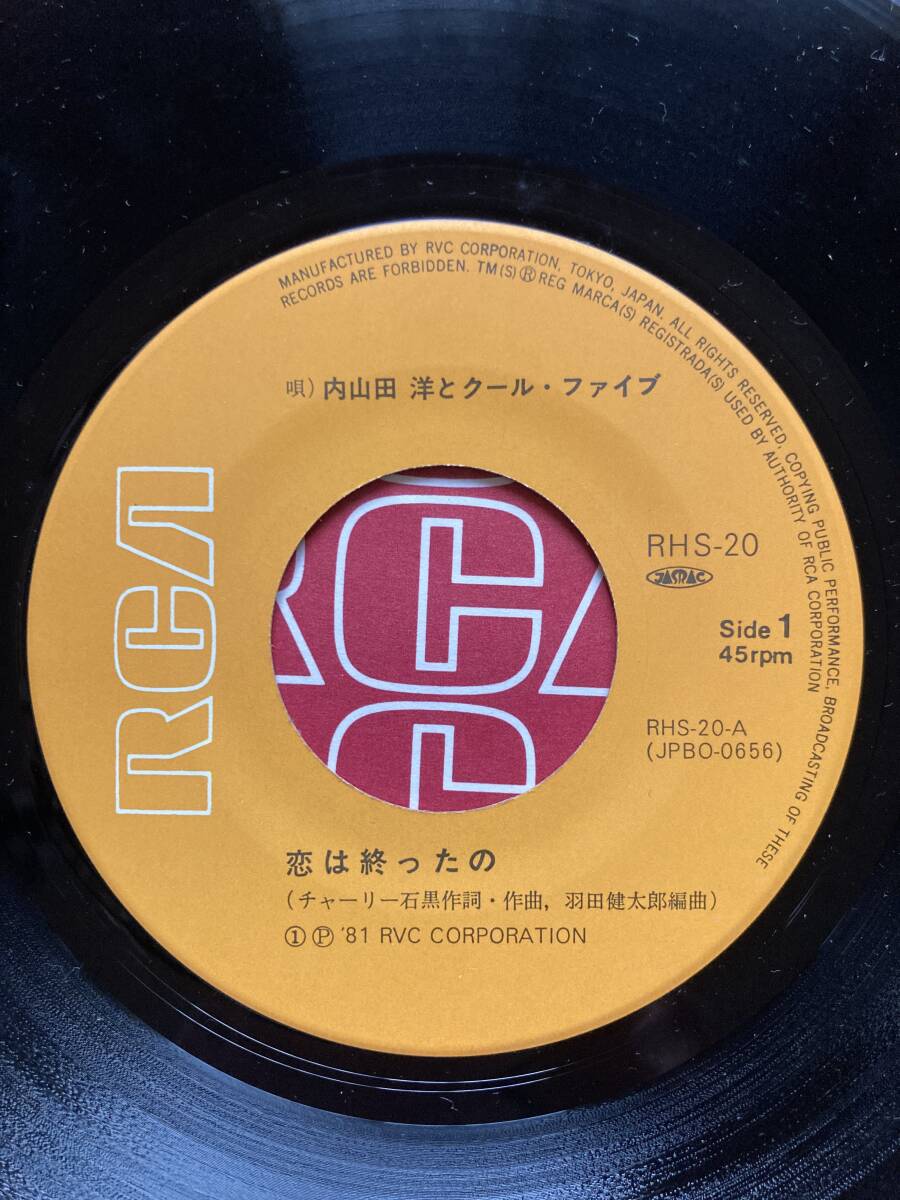 MANUFACTURED BY RVC CORPORATION, TOKYO, JAPAN. ALL RIGHTS RESERVED, COPYING PUBLIC PERFORMANCE, BROADCASTING OF THESE
RECORDS ARE FORBIDDEN. TM(S)®REG MARCA(S) REGISTRADA(S) USED BY AUTHORITY OF RCA CORPORATION
唄) 内山田 洋とクール・ファイブ
RCA
RCA
C
RHS-20
JASRAC
Side 1
45rpm
RHS-20-A
(JPBO-0656)
恋は終ったの
(チャーリー石黒作詞・作曲, 羽田健太郎編曲)
①Ⓟ '81 RVC CORPORATION